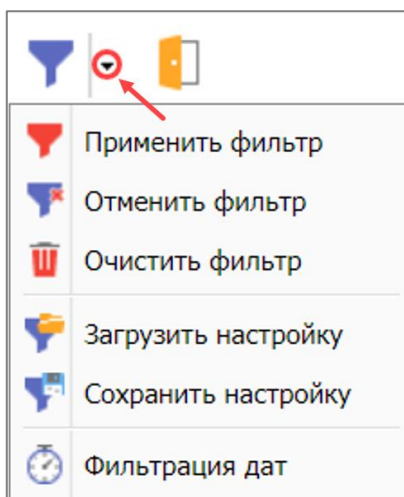 Применить фильтр
Отменить фильтр
Очистить фильтр
Загрузить настройку
Сохранить настройку
Фильтрация дат